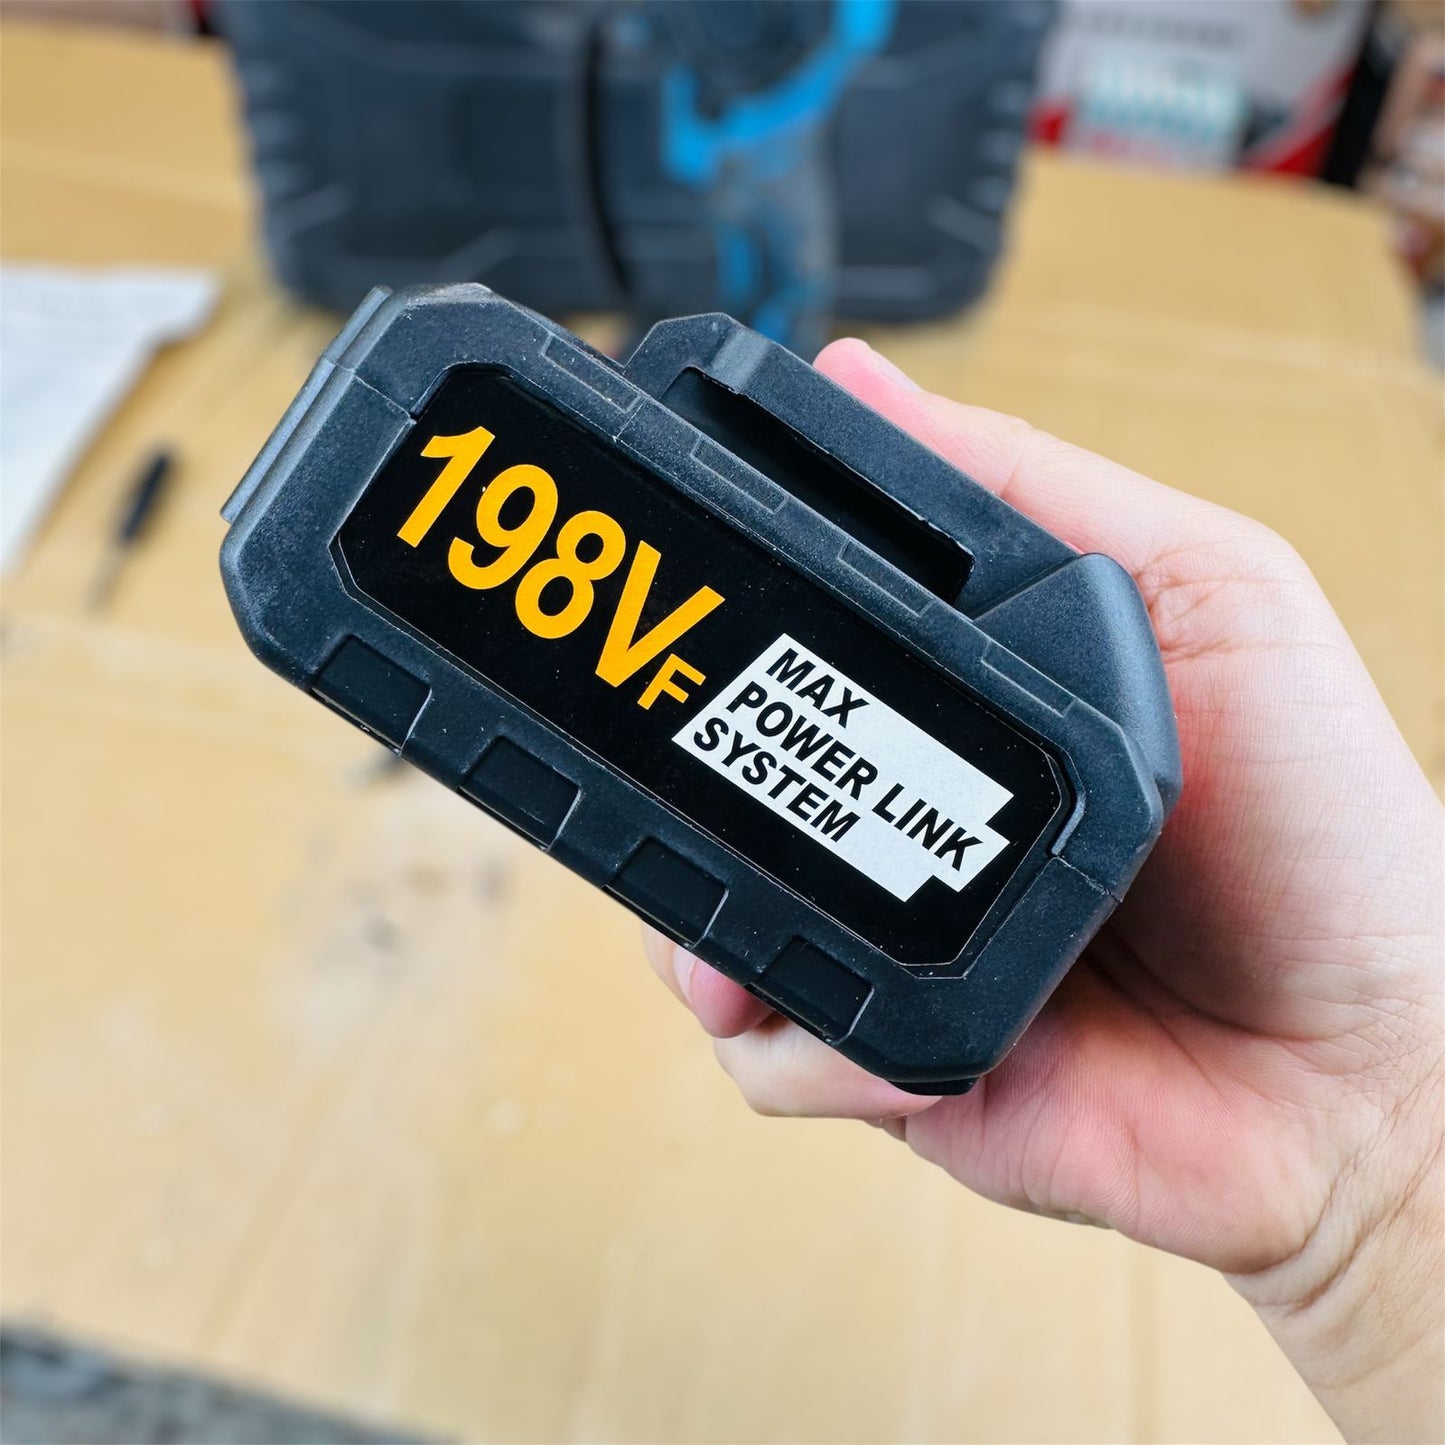 198VF
MAX
POWER LINK
SYSTEM